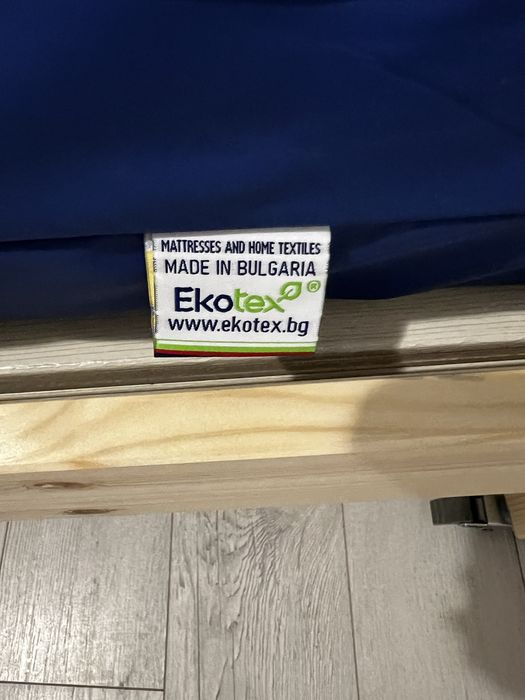 MATTRESSES AND HOME TEXTILES
MADE IN BULGARIA
Ekotex®
www.ekotex.bg